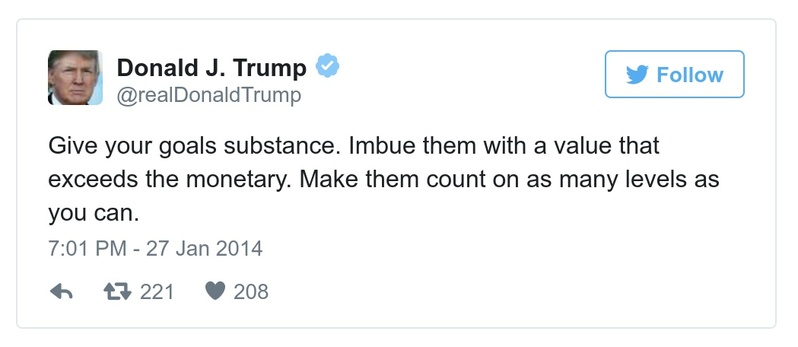 Donald J. Trump
@realDonaldTrump
Follow
Give your goals substance. Imbue them with a value that
exceeds the monetary. Make them count on as many levels as
you can.
7:01 PM - 27 Jan 2014
221 208